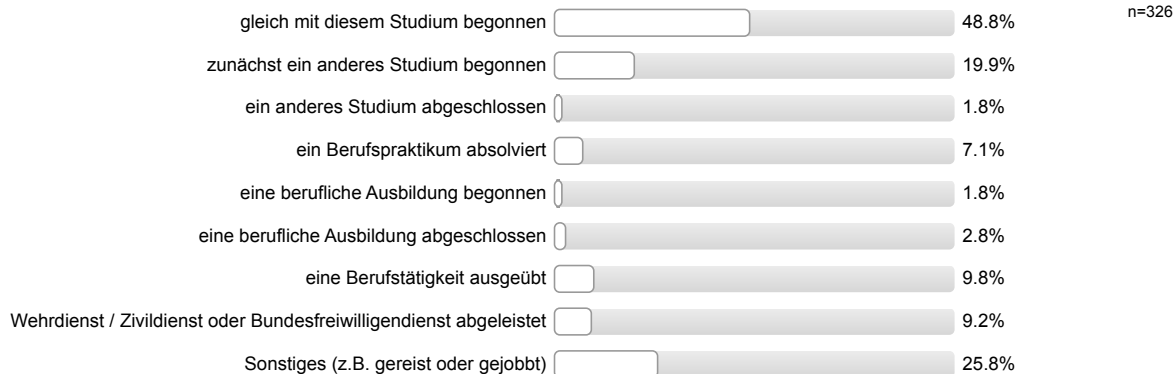 gleich mit diesem Studium begonnen 48.8% n=326
zunächst ein anderes Studium begonnen 19.9%
ein anderes Studium abgeschlossen 1.8%
ein Berufspraktikum absolviert 7.1%
eine berufliche Ausbildung begonnen 1.8%
eine berufliche Ausbildung abgeschlossen 2.8%
eine Berufstätigkeit ausgeübt 9.8%
Wehrdienst / Zivildienst oder Bundesfreiwilligendienst abgeleistet 9.2%
Sonstiges (z.B. gereist oder gejobbt) 25.8%